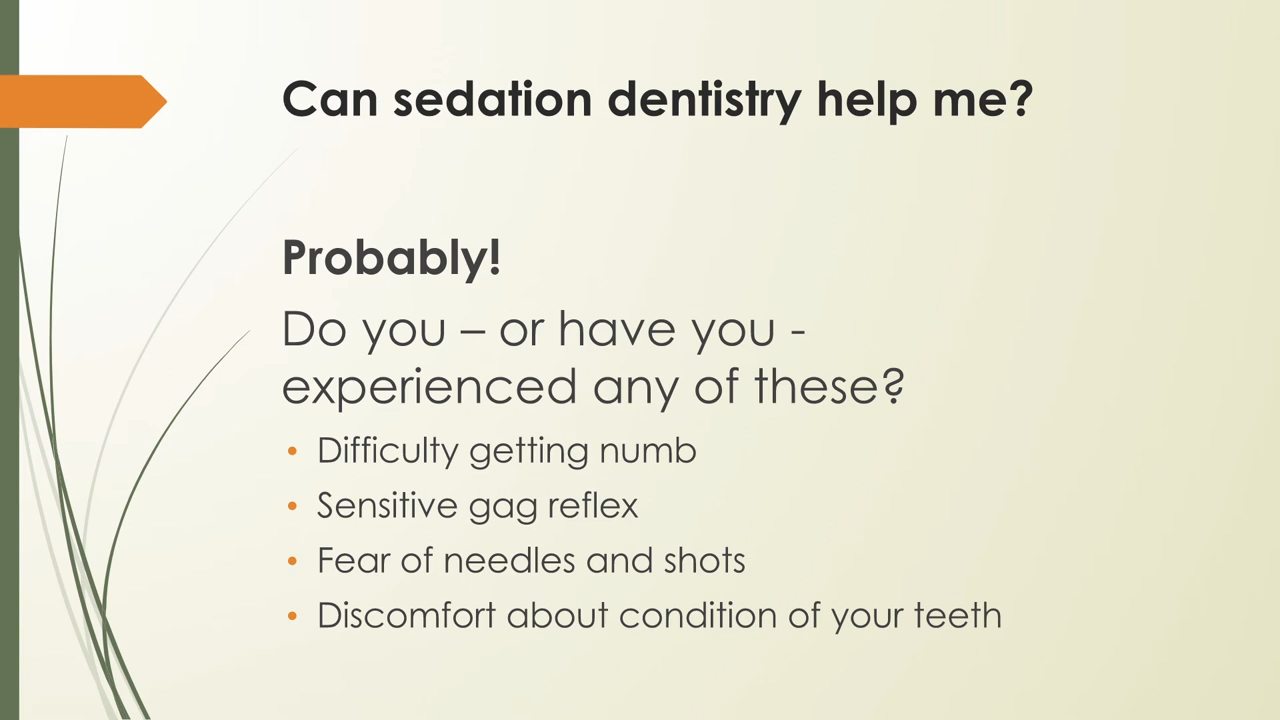 Can sedation dentistry help me?
Probably!
Do you – or have you -
experienced any of these?
• Difficulty getting numb
• Sensitive gag reflex
• Fear of needles and shots
• Discomfort about condition of your teeth